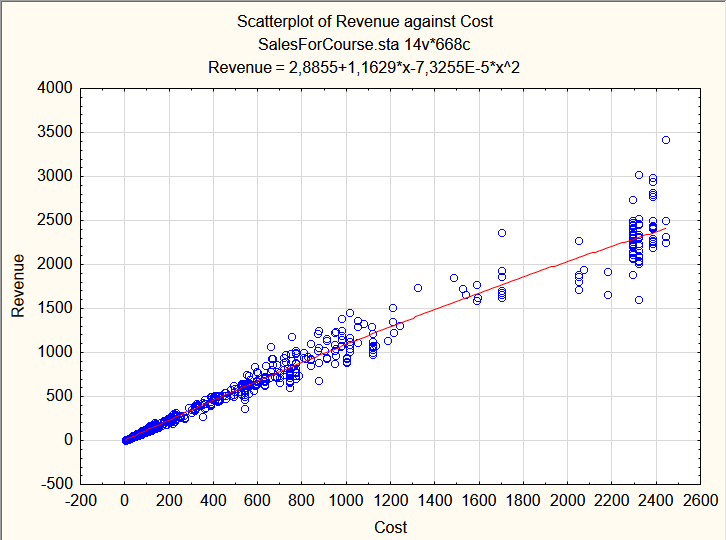 Scatterplot of Revenue against Cost
SalesForCourse.sta 14v*668c
Revenue = 2,8855+1,1629*x-7,3255E-5*x^2
4000
3500
3000
2500
2000
1500
1000
500
0
-500
Revenue
-200 0 200 400 600 800 1000 1200 1400 1600 1800 2000 2200 2400 2600
Cost